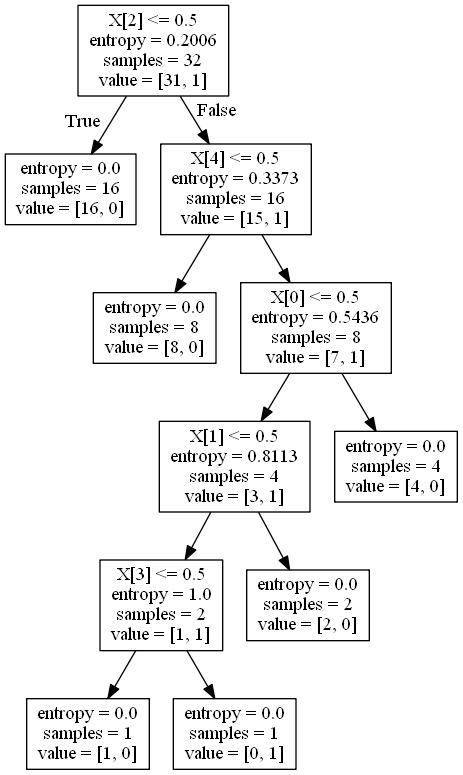 X[2] <= 0.5
entropy = 0.2006
samples = 32
value = [31, 1]
True
False
entropy = 0.0
samples = 16
value = [16, 0]
X[4] <= 0.5
entropy = 0.3373
samples = 16
value = [15, 1]
entropy = 0.0
samples = 8
value = [8, 0]
X[0] <= 0.5
entropy = 0.5436
samples = 8
value = [7, 1]
X[1] <= 0.5
entropy = 0.8113
samples = 4
value = [3, 1]
entropy = 0.0
samples = 4
value = [4, 0]
X[3] <= 0.5
entropy = 1.0
samples = 2
value = [1, 1]
entropy = 0.0
samples = 2
value = [2, 0]
entropy = 0.0
samples = 1
value = [1, 0]
entropy = 0.0
samples = 1
value = [0, 1]